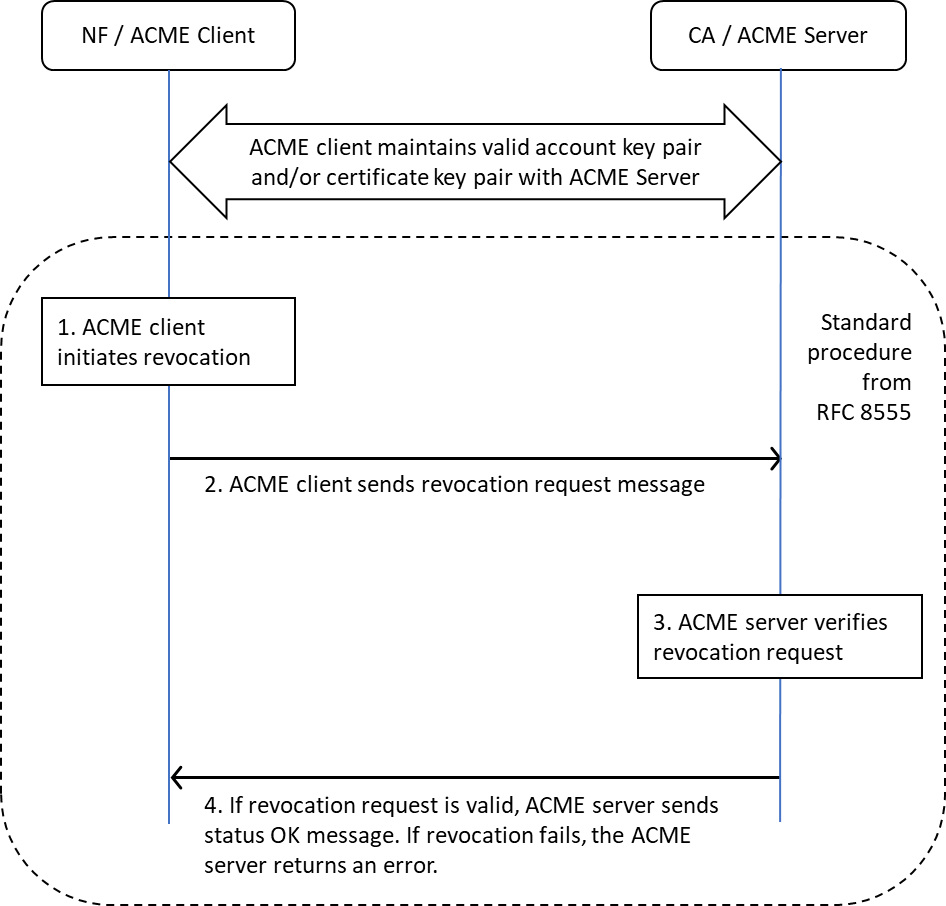 NF / ACME Client
CA / ACME Server
ACME client maintains valid account key pair
and/or certificate key pair with ACME Server
1. ACME client
initiates revocation
Standard
procedure
from
RFC 8555
2. ACME client sends revocation request message
3. ACME server verifies
revocation request
4. If revocation request is valid, ACME server sends
status OK message. If revocation fails, the ACME
server returns an error.